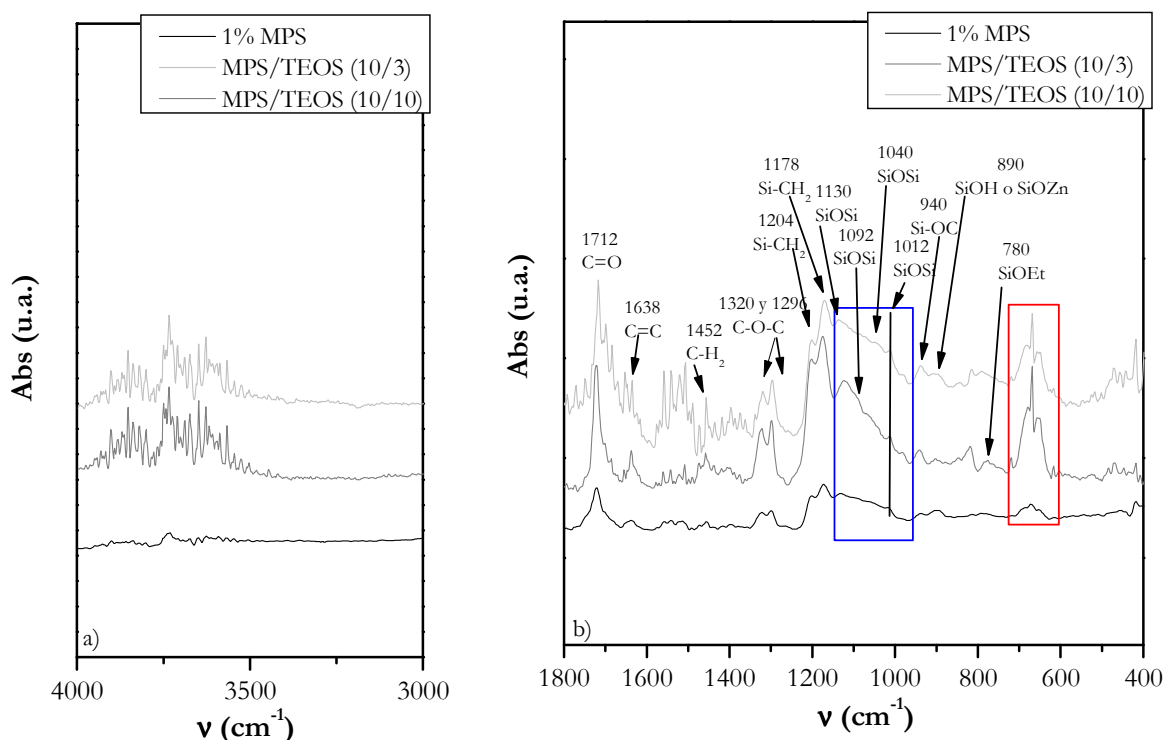 1% MPS
MPS/TEOS (10/3)
MPS/TEOS (10/10)
Abs (u.a.)
a)
4000
3500
3000
ν (cm⁻¹)
1% MPS
MPS/TEOS (10/3)
MPS/TEOS (10/10)
Abs (u.a.)
1712
C=O
1638
C=C
1452
C-H₂
1320 y 1296
C-O-C
1204
Si-CH₂
1178
Si-CH₂
1130
SiOSi
1092
SiOSi
1040
SiOSi
1012
SiOSi
940
Si-OC
890
SiOH o SiOZn
780
SiOEt
b)
1800
1600
1400
1200
1000
800
600
400
ν (cm⁻¹)